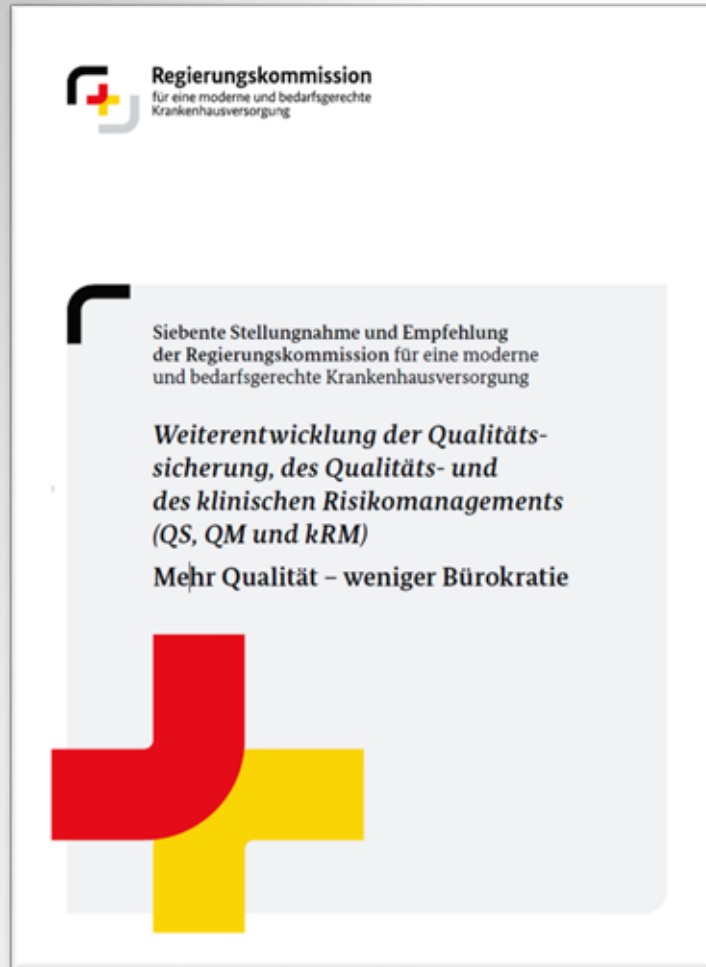 Regierungskommission
für eine moderne und bedarfsgerechte
Krankenhausversorgung
Siebente Stellungnahme und Empfehlung
der Regierungskommission für eine moderne
und bedarfsgerechte Krankenhausversorgung
Weiterentwicklung der Qualitäts-
sicherung, des Qualitäts- und
des klinischen Risikomanagements
(QS, QM und kRM)
Mehr Qualität – weniger Bürokratie